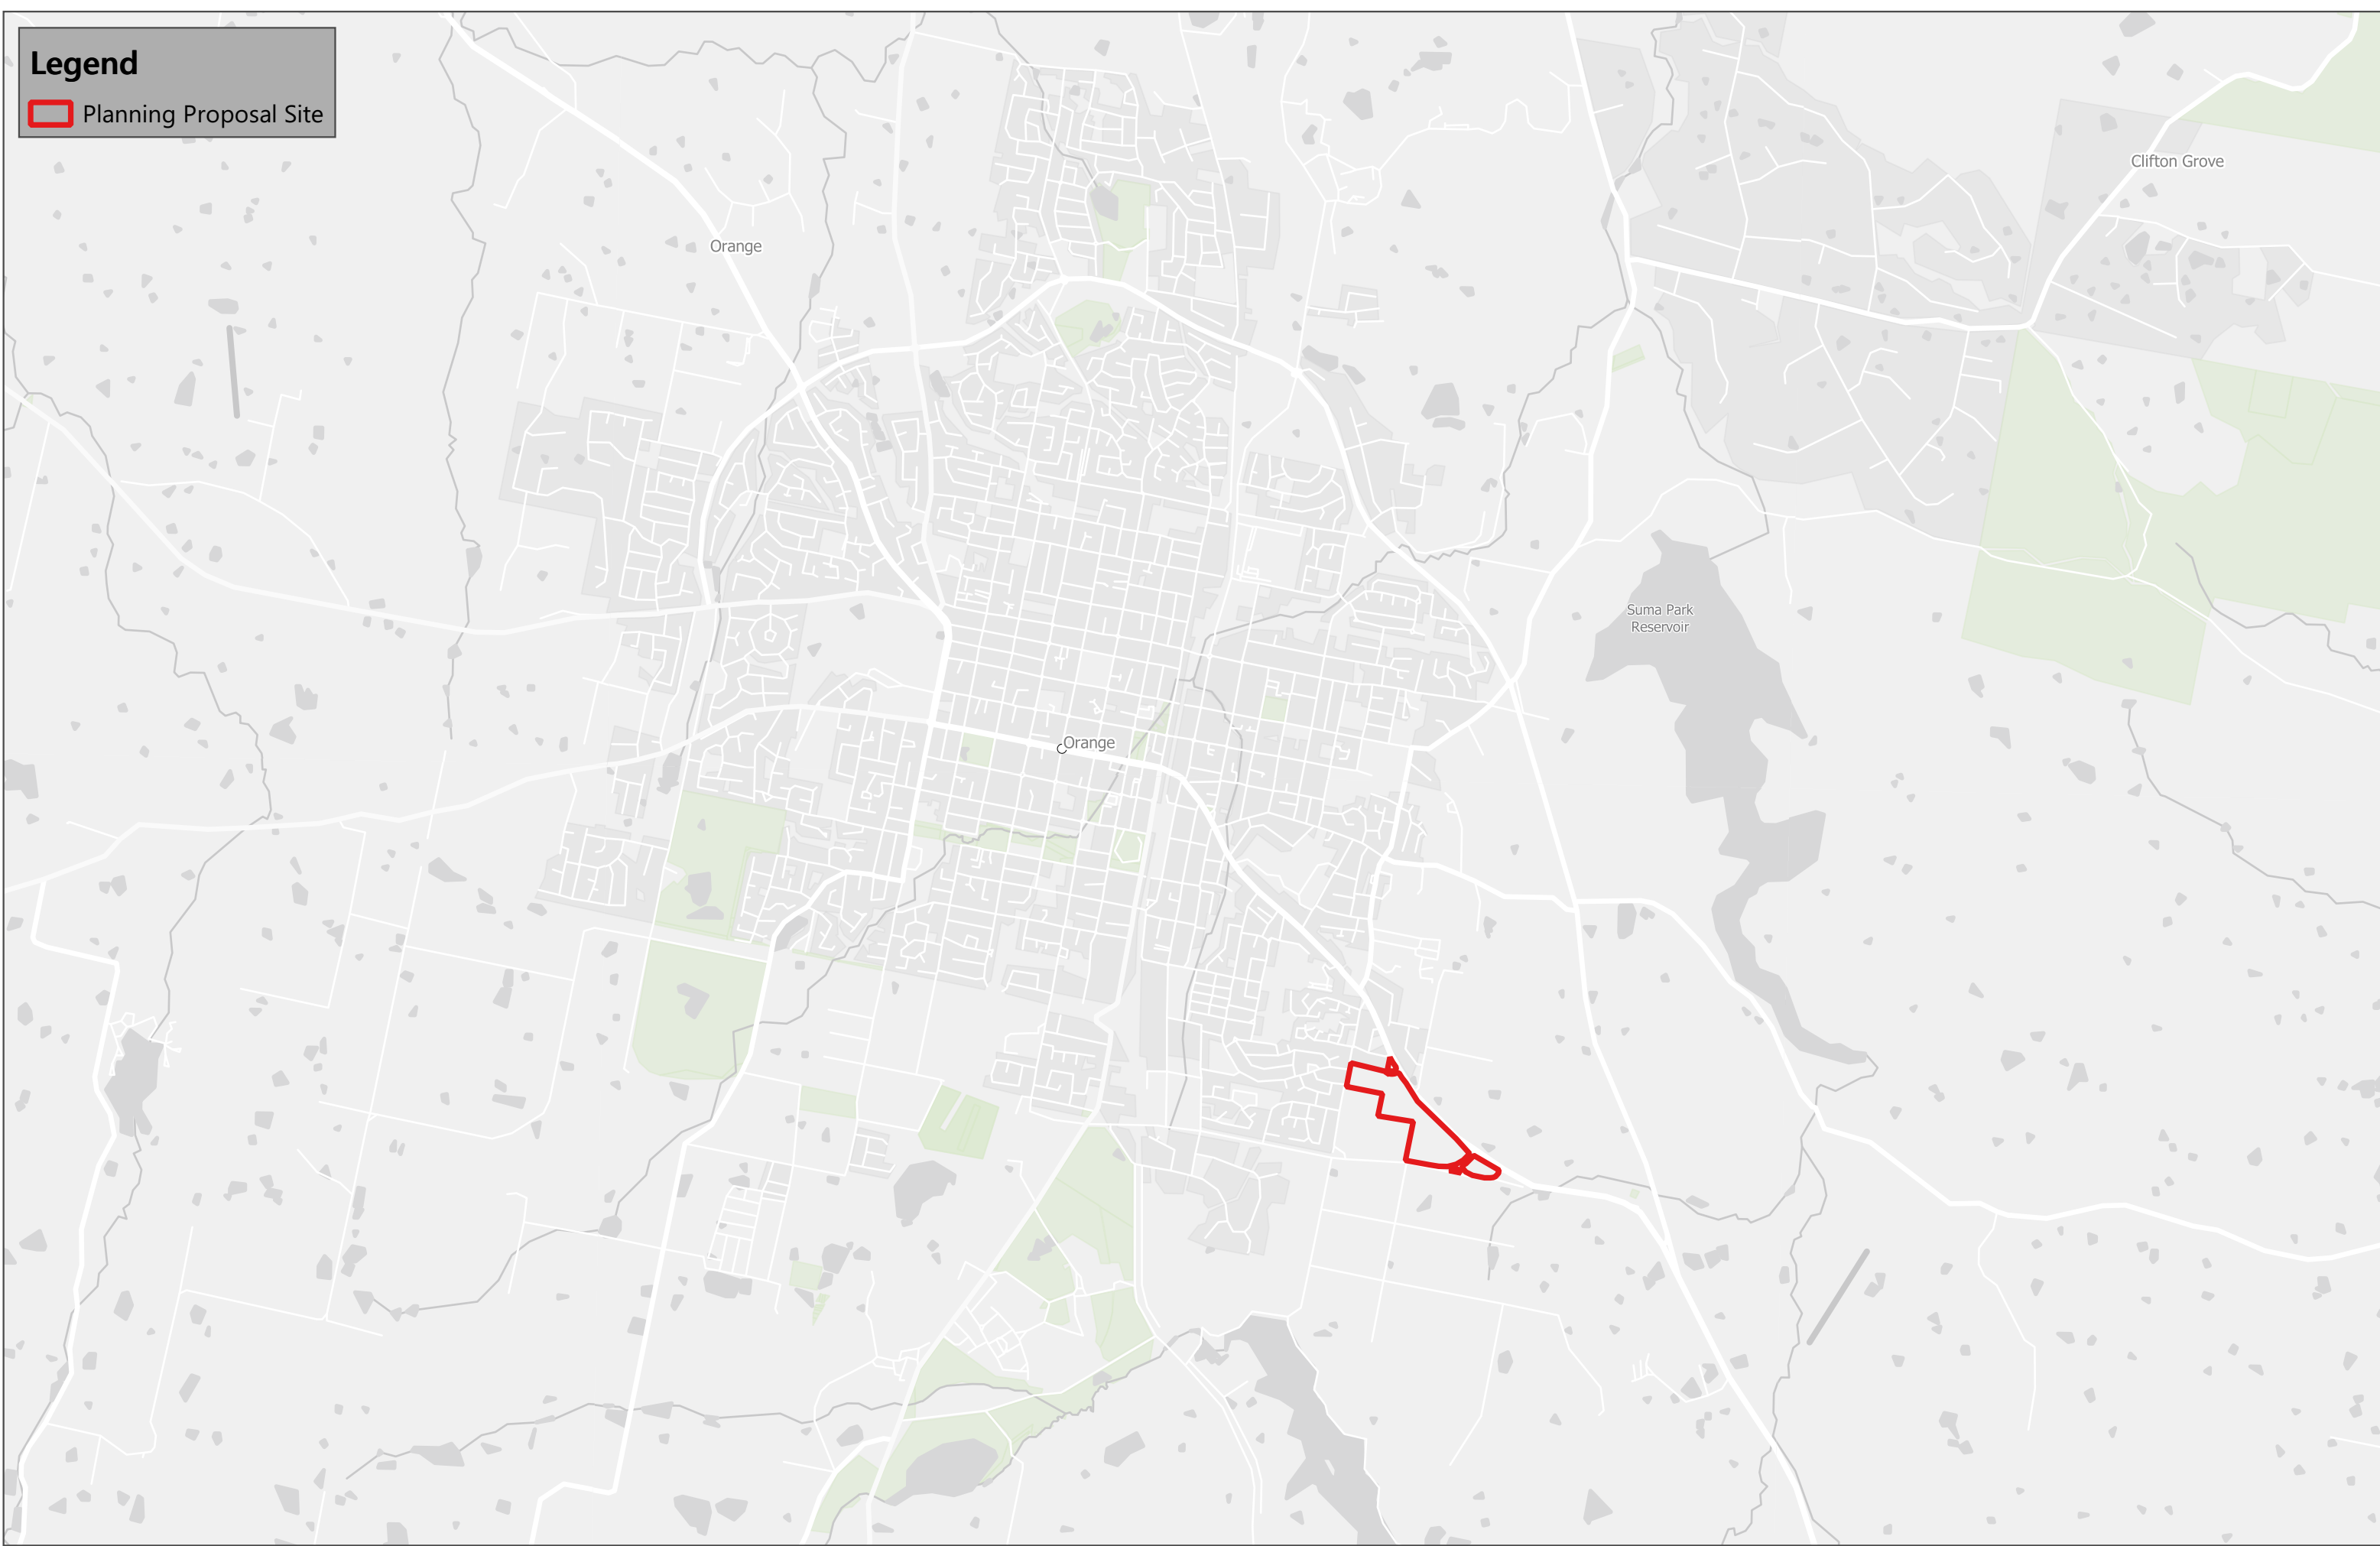 Legend
Planning Proposal Site
Clifton Grove
Orange
Suma Park
Reservoir
Orange